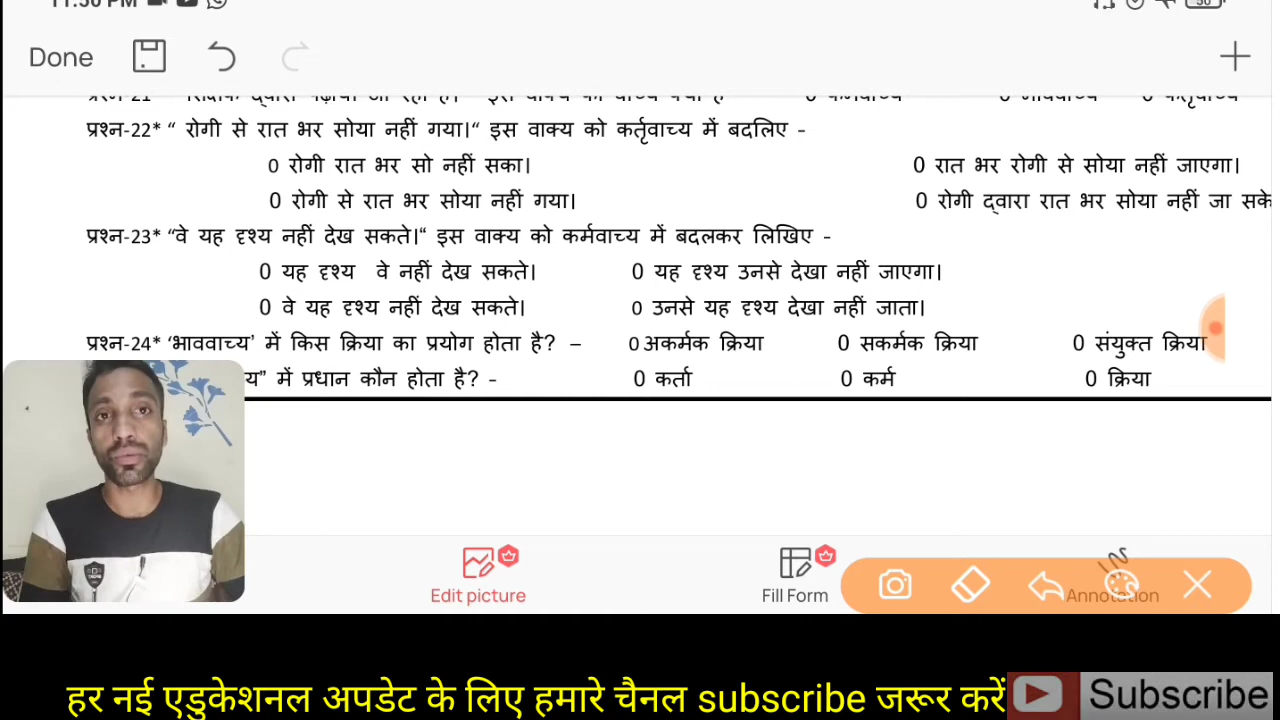 11:50 PM
Done
वाक्य को वाच्य क्या है
प्रश्न-22* “ रोगी से रात भर सोया नहीं गया।“ इस वाक्य को कर्तृवाच्य में बदलिए -
0 रोगी रात भर सो नहीं सका। 0 रात भर रोगी से सोया नहीं जाएगा।
0 रोगी से रात भर सोया नहीं गया। 0 रोगी द्वारा रात भर सोया नहीं जा सके
प्रश्न-23* “वे यह दृश्य नहीं देख सकते।“ इस वाक्य को कर्मवाच्य में बदलकर लिखिए -
0 यह दृश्य वे नहीं देख सकते। 0 यह दृश्य उनसे देखा नहीं जाएगा।
0 वे यह दृश्य नहीं देख सकते। 0 उनसे यह दृश्य देखा नहीं जाता।
प्रश्न-24* ‘भाववाच्य’ में किस क्रिया का प्रयोग होता है? – 0 अकर्मक क्रिया 0 सकर्मक क्रिया 0 संयुक्त क्रिया
य” में प्रधान कौन होता है? - 0 कर्ता 0 कर्म 0 क्रिया
Edit picture Fill Form Annotation
हर नई एडुकेशनल अपडेट के लिए हमारे चैनल subscribe जरूर करें Subscribe